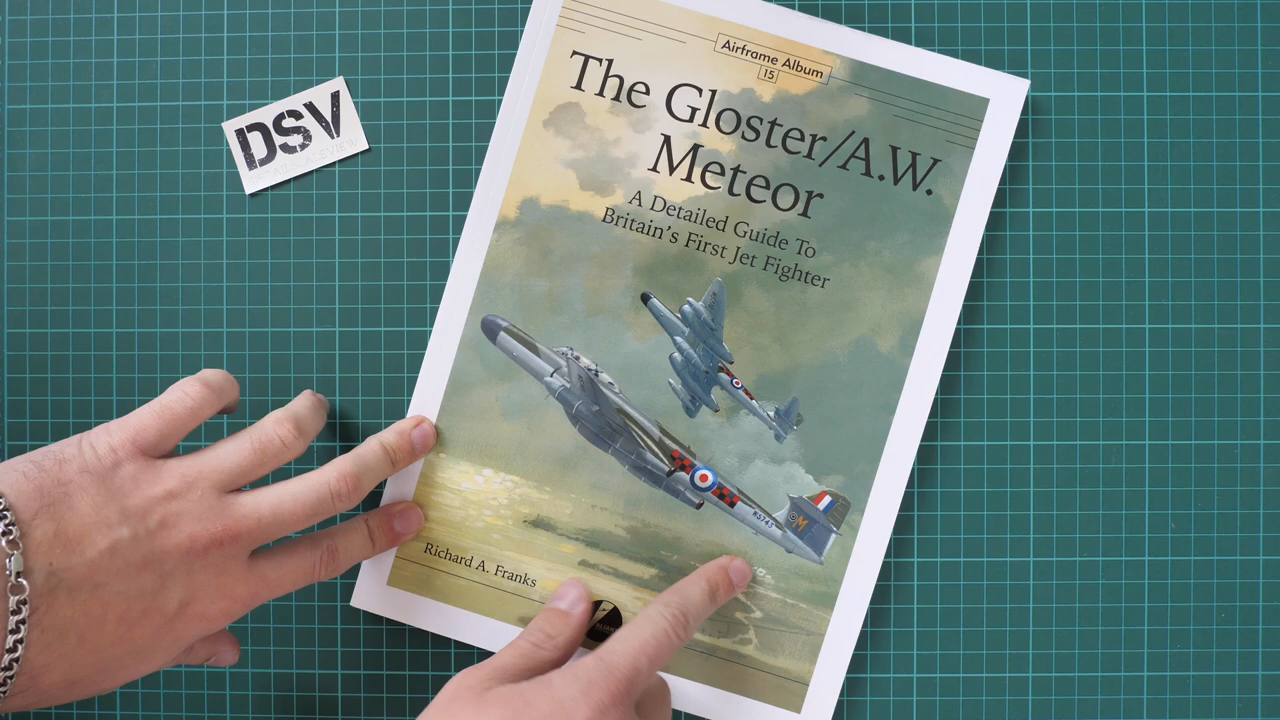 DSV
Airframe Album
15
The Gloster/A.W.
Meteor
A Detailed Guide To
Britain's First Jet Fighter
M
Richard A. Franks